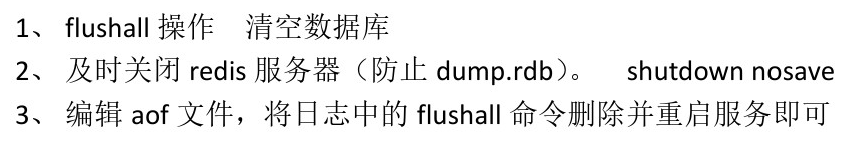 1、 flushall 操作　清空数据库
2、 及时关闭 redis 服务器（防止 dump.rdb）。　shutdown nosave
3、 编辑 aof 文件，将日志中的 flushall 命令删除并重启服务即可